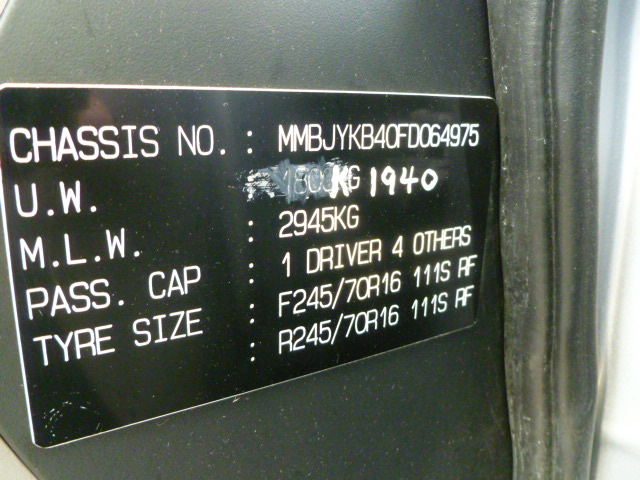 CHASSIS NO. : MMBJYKB40FD064975
U.W. : 1800KG 1940
M.L.W. : 2945KG
PASS. CAP : 1 DRIVER 4 OTHERS
TYRE SIZE : F245/70R16 111S RF
: R245/70R16 111S RF